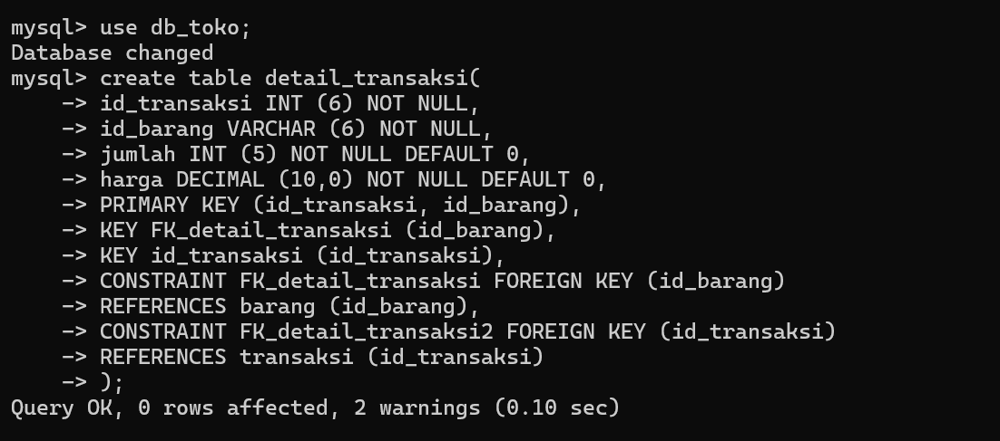 mysql> use db_toko;
Database changed
mysql> create table detail_transaksi(
    -> id_transaksi INT (6) NOT NULL,
    -> id_barang VARCHAR (6) NOT NULL,
    -> jumlah INT (5) NOT NULL DEFAULT 0,
    -> harga DECIMAL (10,0) NOT NULL DEFAULT 0,
    -> PRIMARY KEY (id_transaksi, id_barang),
    -> KEY FK_detail_transaksi (id_barang),
    -> KEY id_transaksi (id_transaksi),
    -> CONSTRAINT FK_detail_transaksi FOREIGN KEY (id_barang)
    -> REFERENCES barang (id_barang),
    -> CONSTRAINT FK_detail_transaksi2 FOREIGN KEY (id_transaksi)
    -> REFERENCES transaksi (id_transaksi)
    -> );
Query OK, 0 rows affected, 2 warnings (0.10 sec)